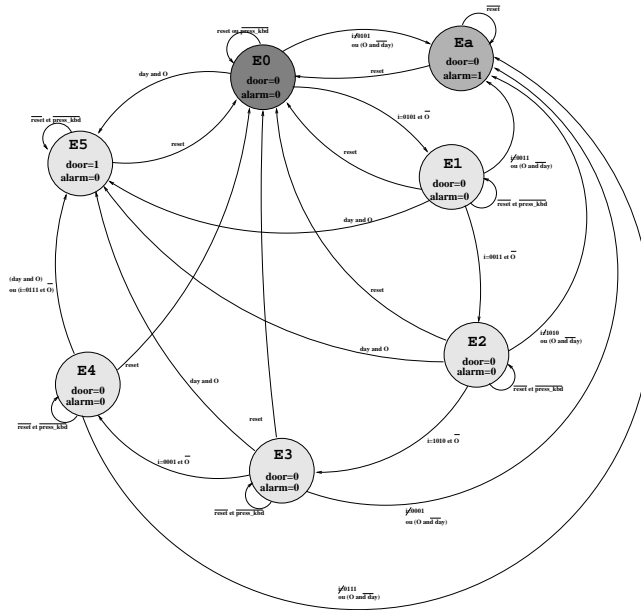 reset
reset ou press_kbd
i≠0101
ou (O and day)
Ea
door=0
alarm=1
E0
door=0
alarm=0
day and O
reset
i=0101 et O
reset et press_kbd
E5
door=1
alarm=0
reset
reset
E1
door=0
alarm=0
i≠0011
ou (O and day)
reset et press_kbd
day and O
i=0011 et O
(day and O)
ou (i=0111 et O)
reset
i≠1010
ou (O and day)
E2
door=0
alarm=0
day and O
E4
door=0
alarm=0
reset
day and O
reset et press_kbd
reset et press_kbd
reset
i=1010 et O
E3
door=0
alarm=0
i=0001 et O
reset et press_kbd
i≠0001
ou (O and day)
i≠0111
ou (O and day)